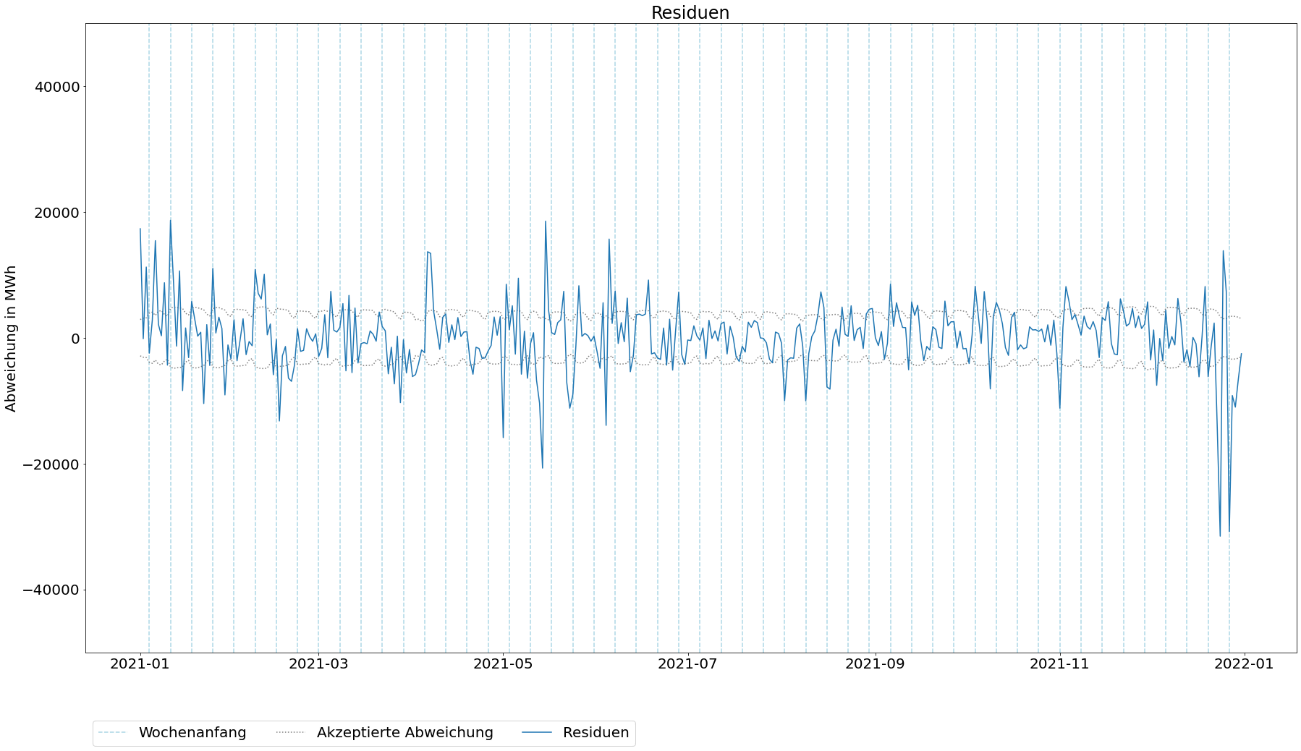 Residuen
Abweichung in MWh
40000
20000
0
−20000
−40000
2021-01 2021-03 2021-05 2021-07 2021-09 2021-11 2022-01
Wochenanfang Akzeptierte Abweichung Residuen